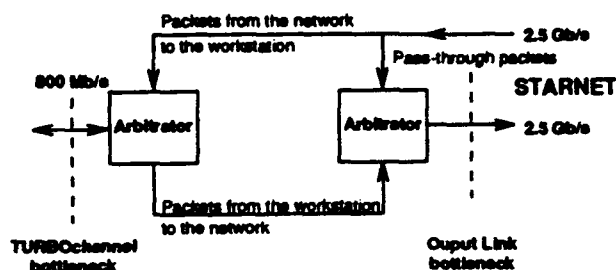 Packets from the network
to the workstation
2.5 Gb/s
Pass-through packets
800 Mb/s
STARNET
Arbitrator
Arbitrator
2.5 Gb/s
Packets from the workstation
to the network
TURBOchannel
bottleneck
Ouput Link
bottleneck